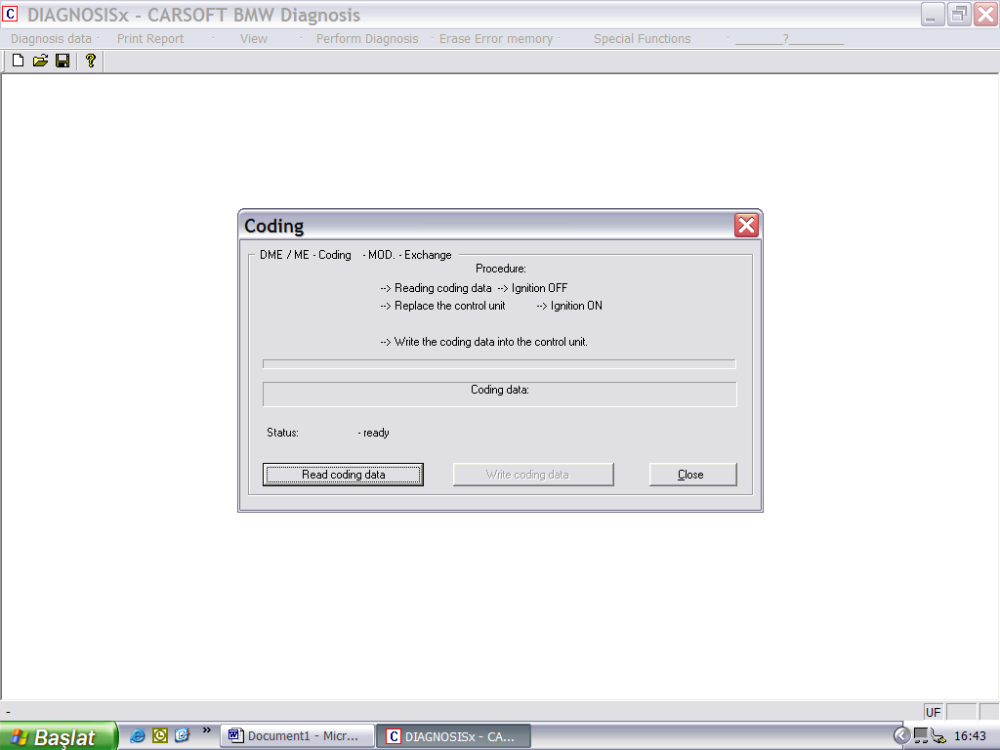 C DIAGNOSISx - CARSOFT BMW Diagnosis
Diagnosis data - Print Report - View - Perform Diagnosis - Erase Error memory - Special Functions - ______?_______
Coding
DME / ME - Coding - MOD. - Exchange
Procedure:
--> Reading coding data --> Ignition OFF
--> Replace the control unit --> Ignition ON
--> Write the coding data into the control unit.
Coding data:
Status: - ready
Read coding data Write coding data Close
- UF
Başlat » Document1 - Micr... C DIAGNOSISx - CA... 16:43